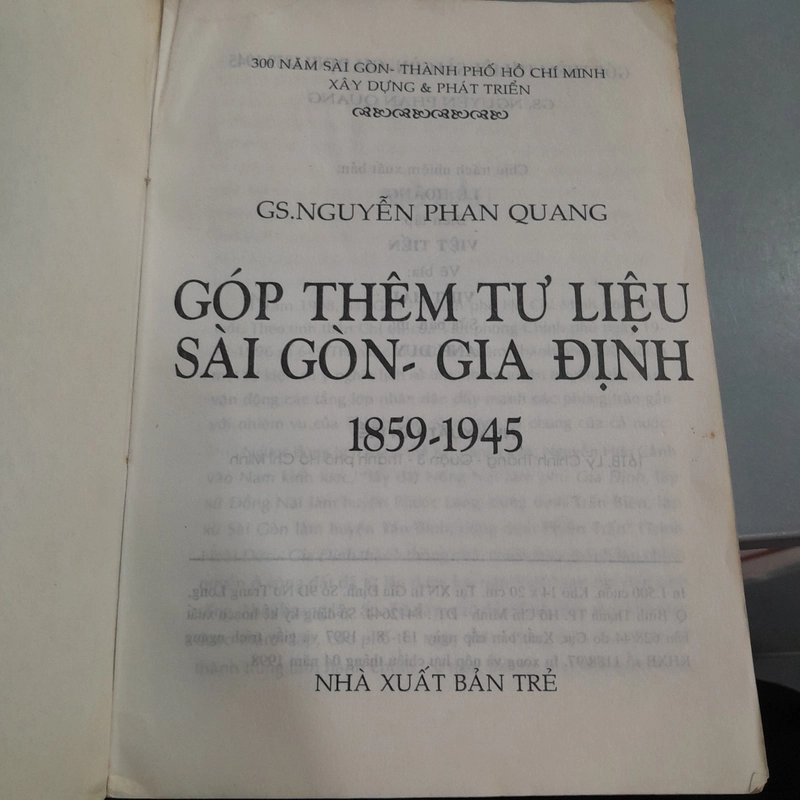 300 NĂM SÀI GÒN- THÀNH PHỐ HỒ CHÍ MINH
XÂY DỰNG & PHÁT TRIỂN
GS.NGUYỄN PHAN QUANG
GÓP THÊM TƯ LIỆU
SÀI GÒN- GIA ĐỊNH
1859-1945
NHÀ XUẤT BẢN TRẺ